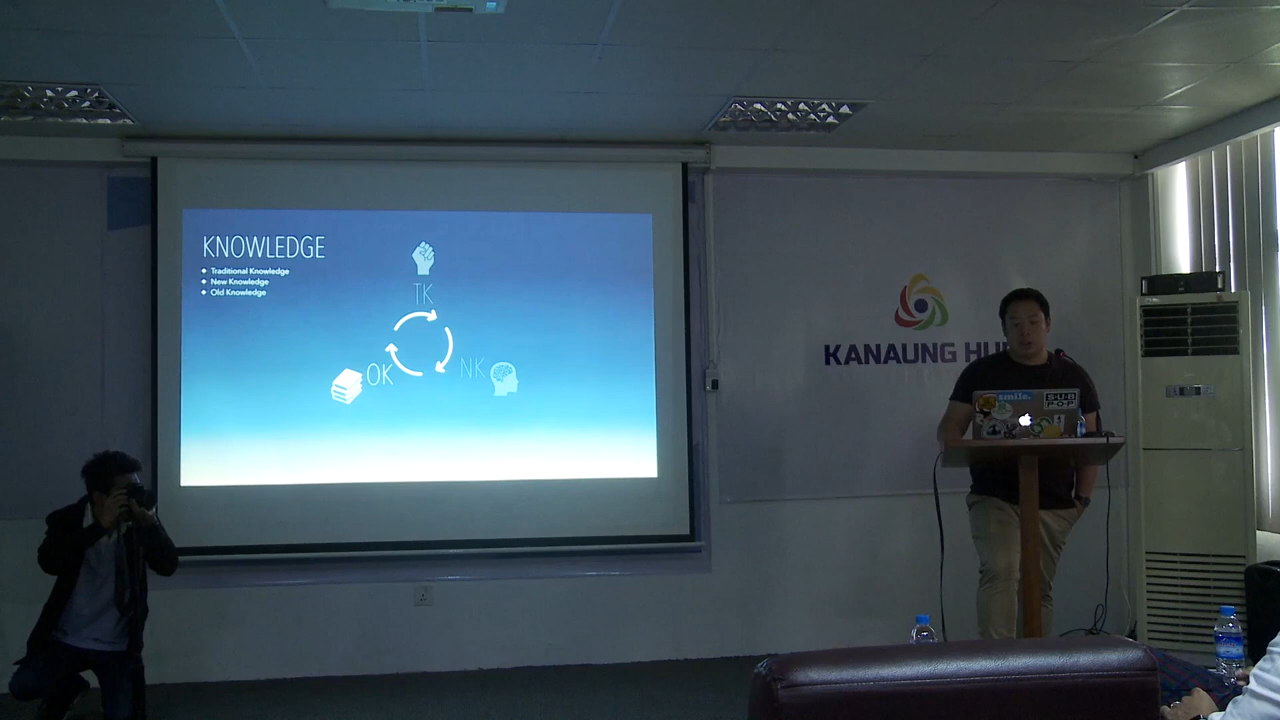 KNOWLEDGE
Traditional Knowledge
New Knowledge
Old Knowledge
TK
OK
NK
KANAUNG HU
smile.
SUB
POP